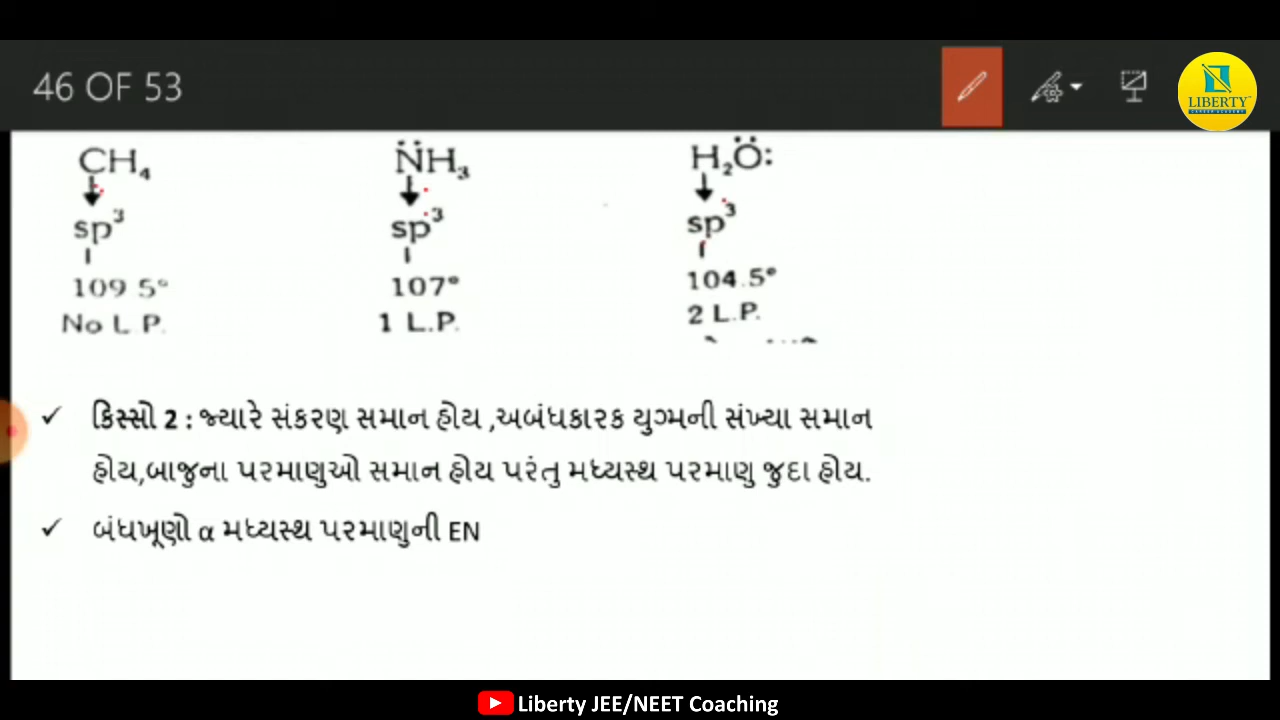 46 OF 53
LIBERTY
CH₄ N̈H₃ H₂Ö:
sp³ sp³ sp³
109 5° 107° 104.5°
No L.P. 1 L.P. 2 L.P.
✓ કિસ્સો 2 : જ્યારે સંકરણ સમાન હોય ,અબંધકારક યુગ્મની સંખ્યા સમાન
હોય,બાજુના પરમાણુઓ સમાન હોય પરંતુ મધ્યસ્થ પરમાણુ જુદા હોય.
✓ બંધખૂણો α મધ્યસ્થ પરમાણુની EN
Liberty JEE/NEET Coaching